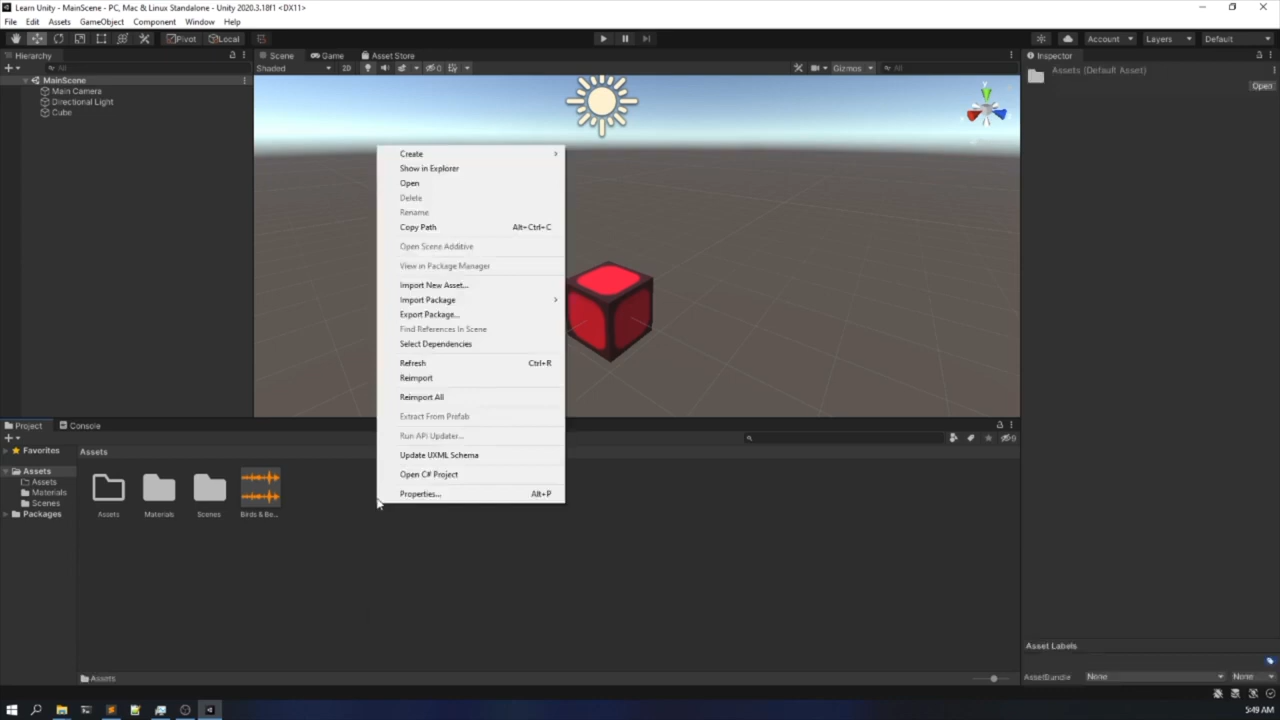 Learn Unity - MainScene - PC, Mac & Linux Standalone - Unity 2020.3.18f1 <DX11>
File Edit Assets GameObject Component Window Help
Pivot Local Account Layers Default
Hierarchy
All
MainScene
Main Camera
Directional Light
Cube
Scene Game Asset Store
Shaded 2D 0 Gizmos All
Create
Show in Explorer
Open
Delete
Rename
Copy Path Alt+Ctrl+C
Open Scene Additive
View in Package Manager
Import New Asset...
Import Package
Export Package...
Find References In Scene
Select Dependencies
Refresh Ctrl+R
Reimport
Reimport All
Extract From Prefab
Run API Updater...
Update UXML Schema
Open C# Project
Properties... Alt+P
Inspector
Assets (Default Asset)
Open
Project Console
Favorites
Assets
Assets
Materials
Scenes
Packages
Assets
Assets Materials Scenes Birds & Be...
Assets
Asset Labels
AssetBundle None None
5:49 AM